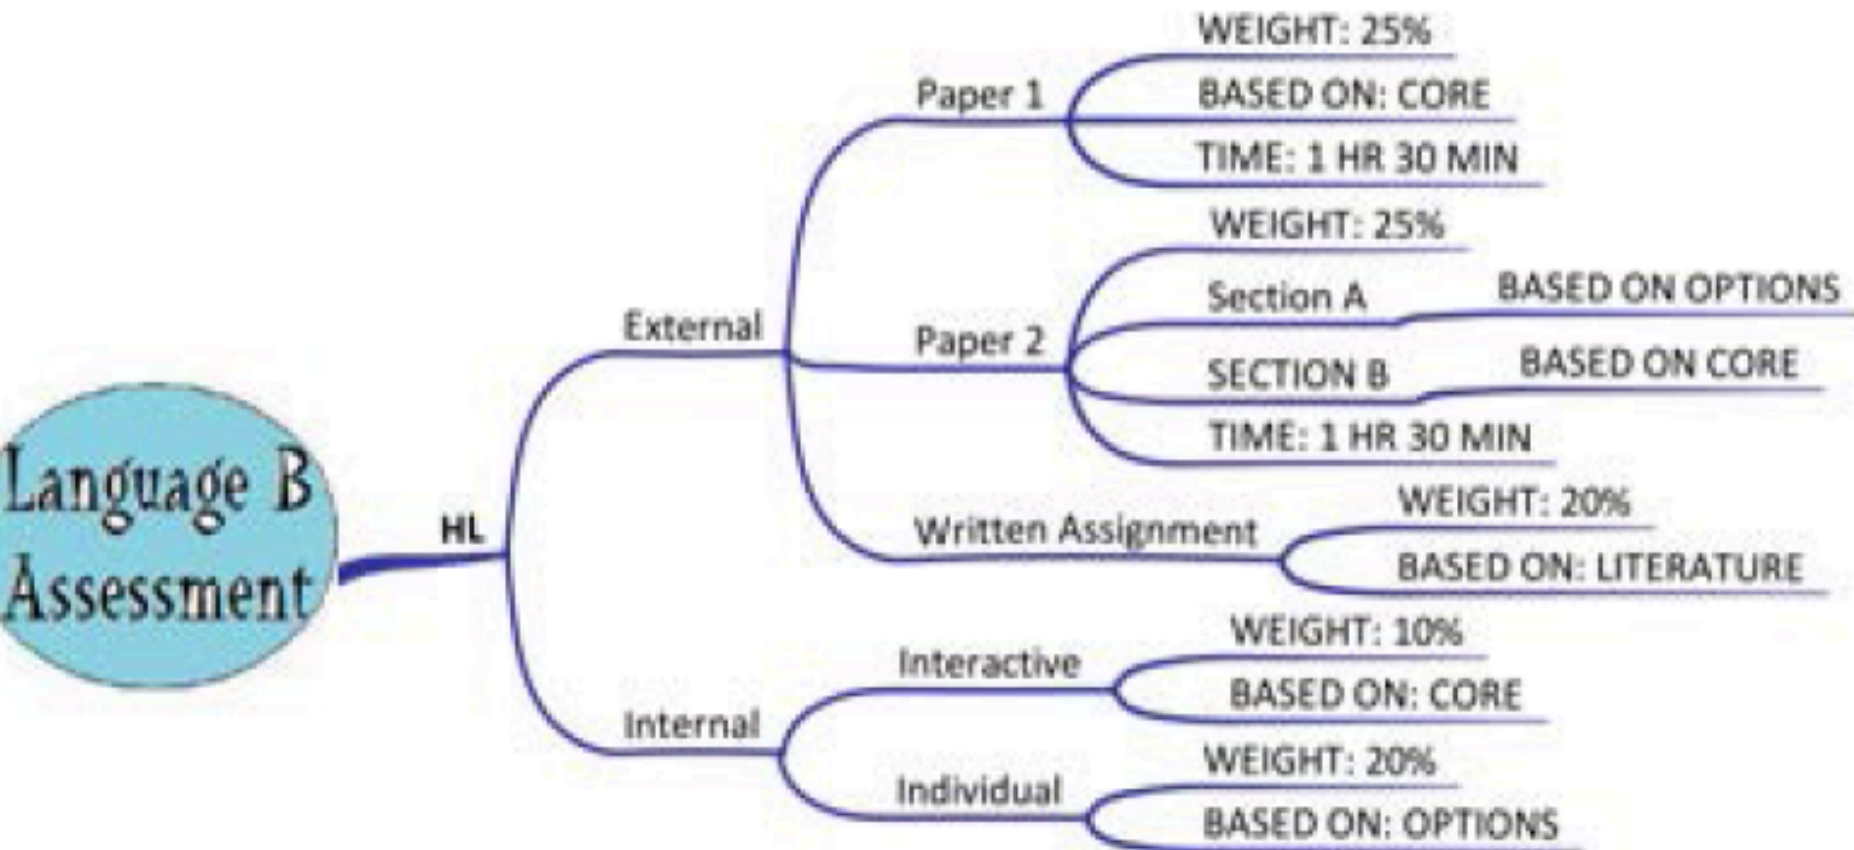 Language B
Assessment
HL
External
Paper 1
WEIGHT: 25%
BASED ON: CORE
TIME: 1 HR 30 MIN
Paper 2
WEIGHT: 25%
Section A
BASED ON OPTIONS
SECTION B
BASED ON CORE
TIME: 1 HR 30 MIN
Written Assignment
WEIGHT: 20%
BASED ON: LITERATURE
Internal
Interactive
WEIGHT: 10%
BASED ON: CORE
Individual
WEIGHT: 20%
BASED ON: OPTIONS